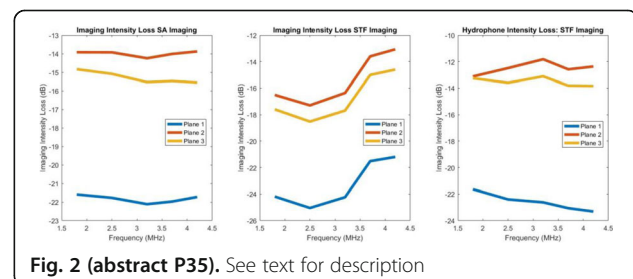 Imaging Intensity Loss SA Imaging
Imaging Intensity Loss (dB)
-13
-14
-15
-16
-17
-18
-19
-20
-21
-22
-23
1.5 2 2.5 3 3.5 4 4.5
Frequency (MHz)
Plane 1
Plane 2
Plane 3
Imaging Intensity Loss STF Imaging
Imaging Intensity Loss (dB)
-12
-14
-16
-18
-20
-22
-24
-26
1.5 2 2.5 3 3.5 4 4.5
Frequency (MHz)
Plane 1
Plane 2
Plane 3
Hydrophone Intensity Loss: STF Imaging
Imaging Intensity Loss (dB)
-10
-12
-14
-16
-18
-20
-22
-24
1.5 2 2.5 3 3.5 4 4.5
Frequency (MHz)
Plane 1
Plane 2
Plane 3
Fig. 2 (abstract P35). See text for description